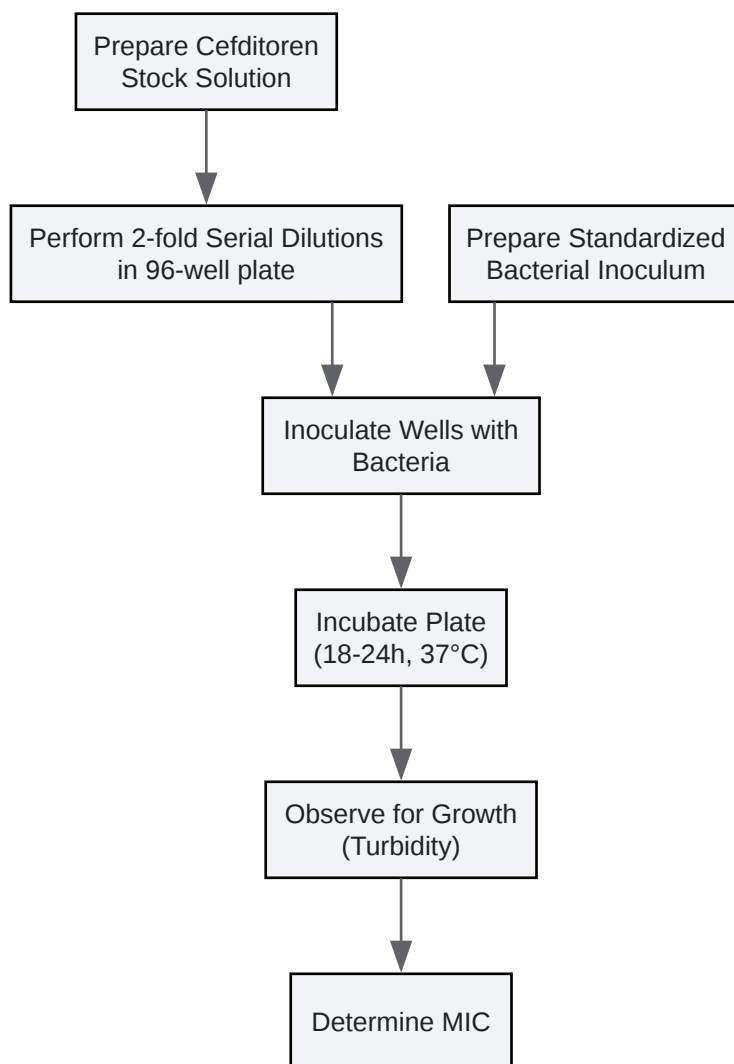 Prepare Cefditoren
Stock Solution
Perform 2-fold Serial Dilutions
in 96-well plate
Prepare Standardized
Bacterial Inoculum
Inoculate Wells with
Bacteria
Incubate Plate
(18-24h, 37°C)
Observe for Growth
(Turbidity)
Determine MIC